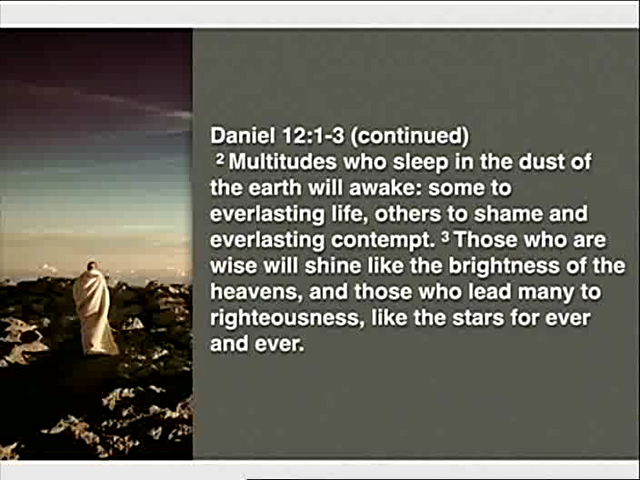 Daniel 12:1-3 (continued)
2 Multitudes who sleep in the dust of
the earth will awake: some to
everlasting life, others to shame and
everlasting contempt. 3 Those who are
wise will shine like the brightness of the
heavens, and those who lead many to
righteousness, like the stars for ever
and ever.